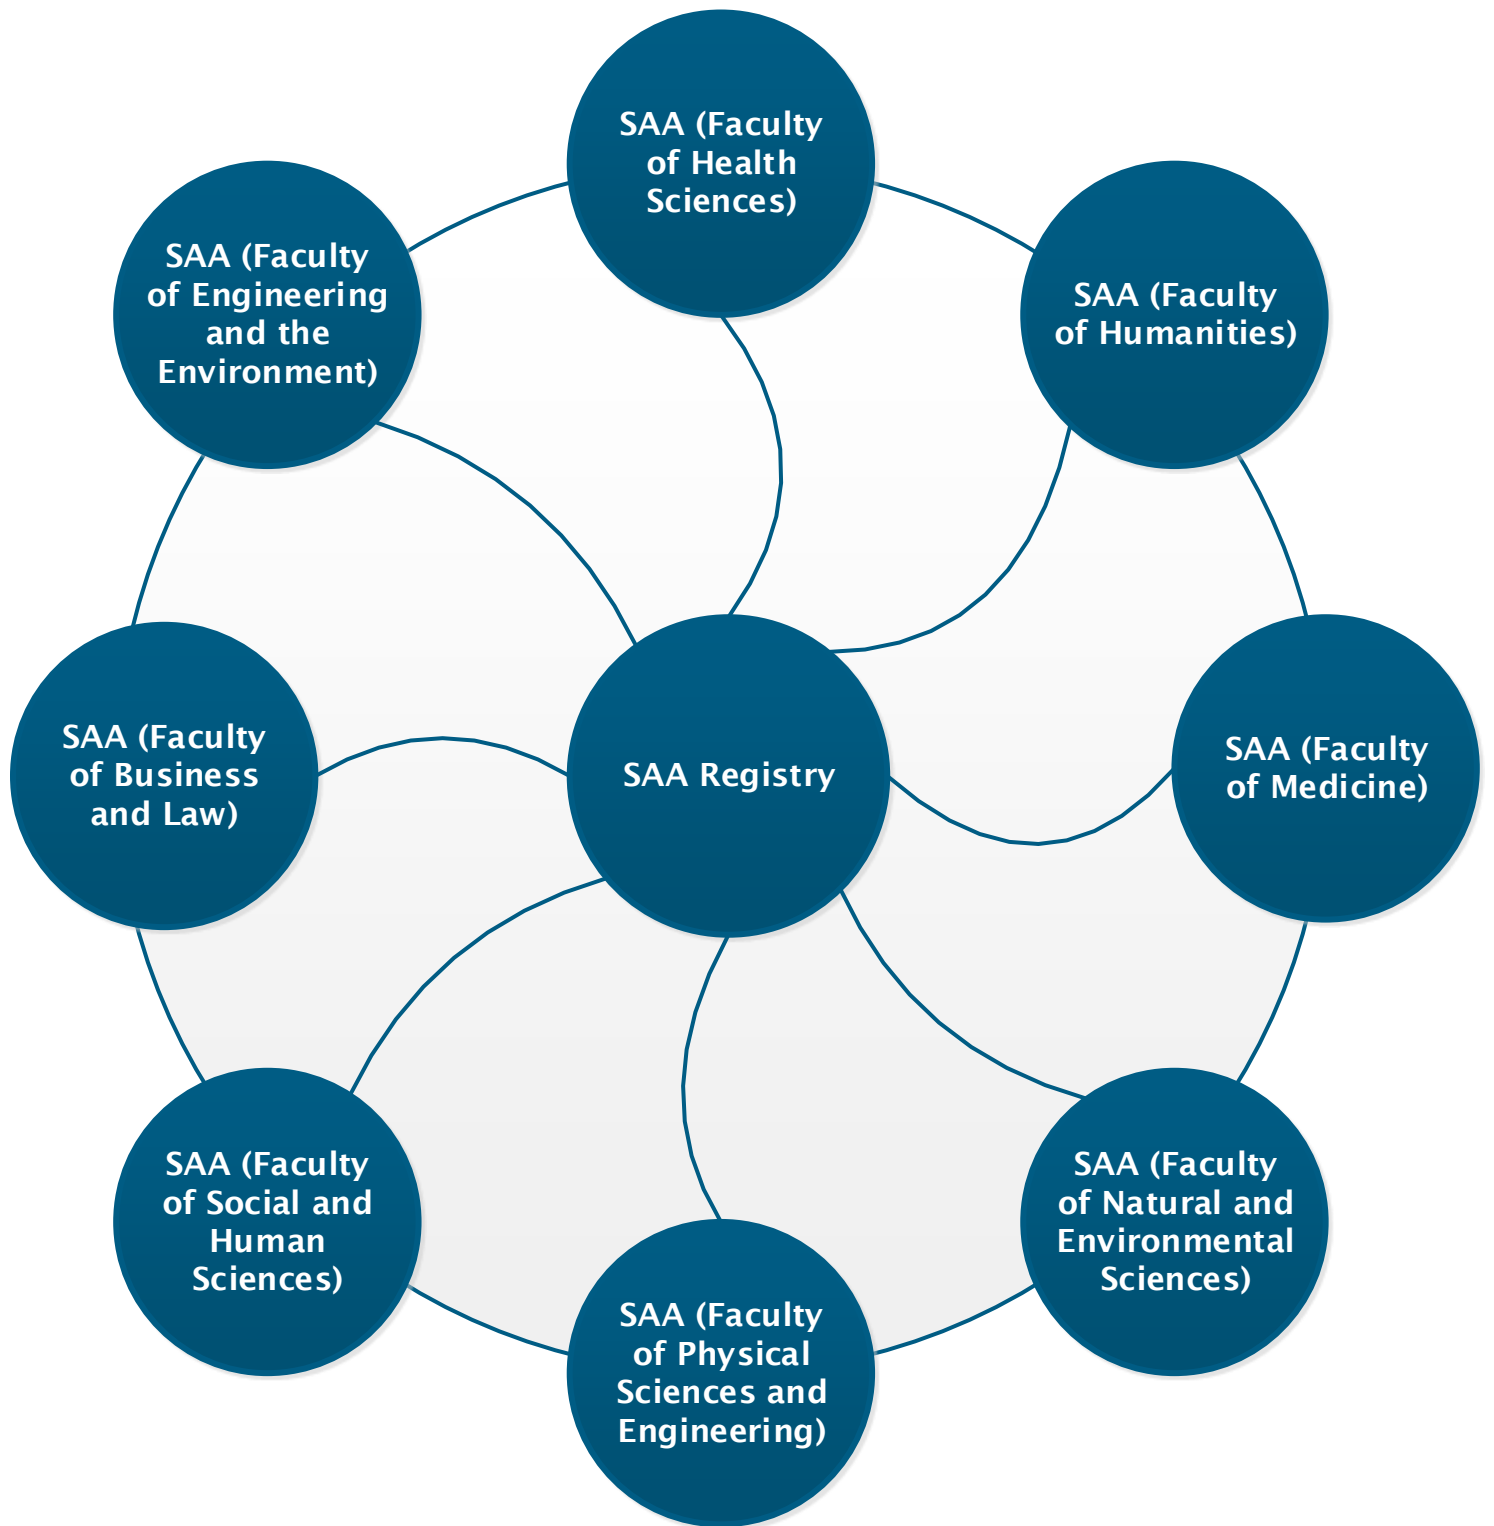 SAA (Faculty
of Health
Sciences)
SAA (Faculty
of Engineering
and the
Environment)
SAA (Faculty
of Humanities)
SAA (Faculty
of Business
and Law)
SAA Registry
SAA (Faculty
of Medicine)
SAA (Faculty
of Social and
Human
Sciences)
SAA (Faculty
of Natural and
Environmental
Sciences)
SAA (Faculty
of Physical
Sciences and
Engineering)